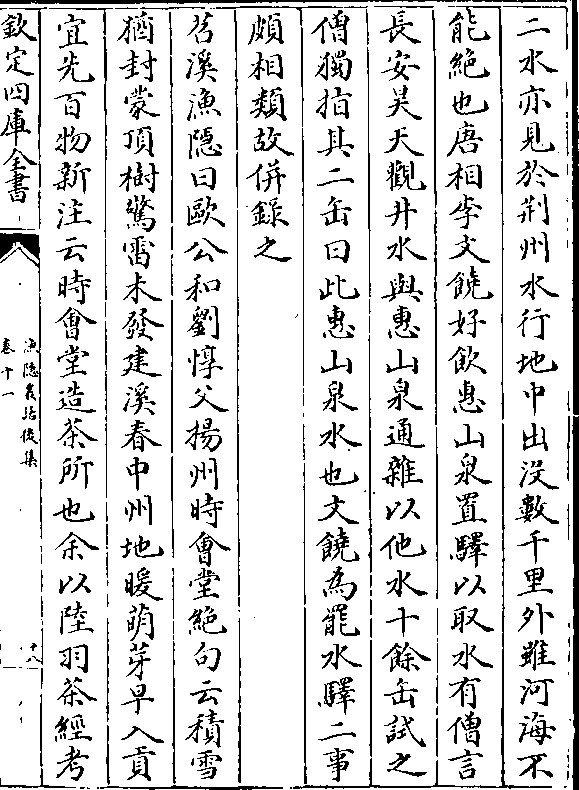 二水亦見於荆州水行地中出没數千里外雖河海不
能絶也唐相李文饒好飲惠山泉置驛以取水有僧言
長安昊天觀井水與惠山泉通雜以他水十餘缶試之
僧獨指其二缶曰此惠山泉水也文饒為罷水驛二事
頗相類故併録之
苕溪漁隠曰歐公和劉惇父揚州時會堂絶句云積雪
猶封蒙頂樹驚雷未發建溪春中州地暖萌芽早入貢
宜先百物新注云時會堂造茶所也余以陸羽茶經考
欽定四庫全書
漁隠叢話後集
卷十一
十八